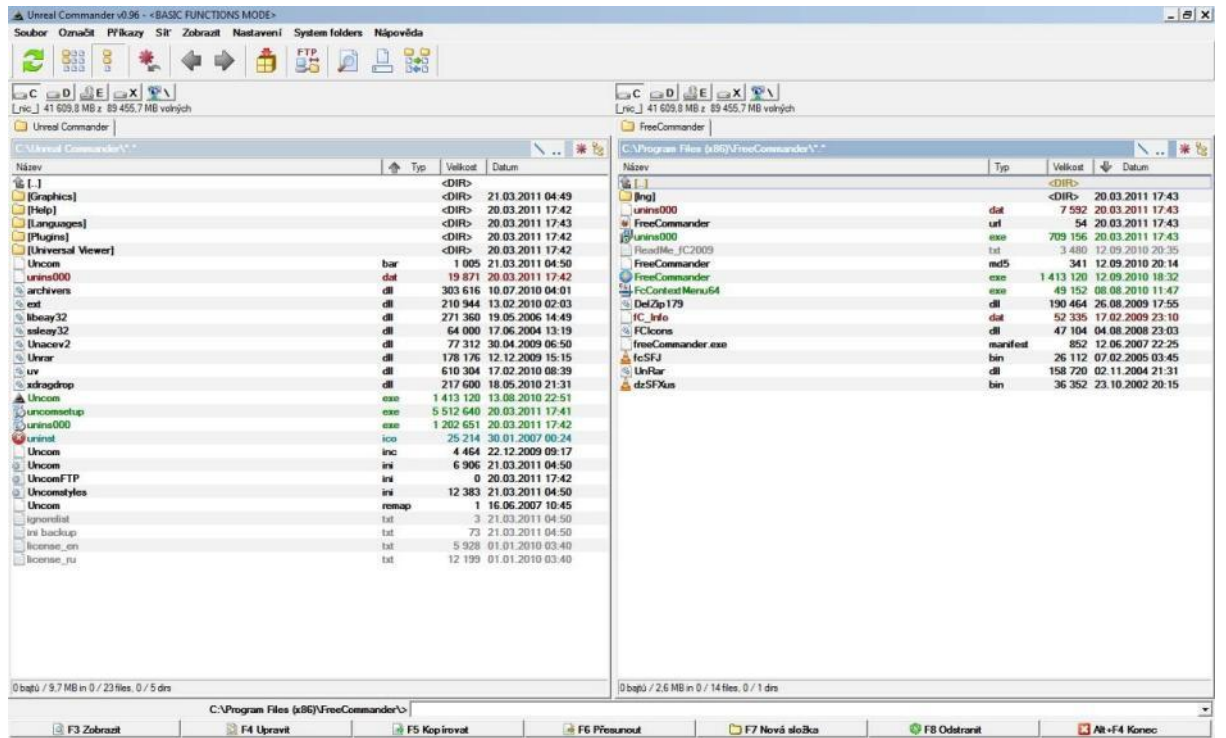 Unreal Commander v0.96 - <BASIC FUNCTIONS MODE>
Soubor Označit Příkazy Síť Zobrazit Nastavení System folders Nápověda
FTP
C D E X \
[_nic_] 41 609,8 MB z 89 455,7 MB volných
Unreal Commander
C:\Unreal Commander\*.*
Název Typ Velikost Datum
[..] <DIR>
[Graphics] <DIR> 21.03.2011 04:49
[Help] <DIR> 20.03.2011 17:42
[Languages] <DIR> 20.03.2011 17:43
[Plugins] <DIR> 20.03.2011 17:42
[Universal Viewer] <DIR> 20.03.2011 17:42
Uncom bar 1 005 21.03.2011 04:50
unins000 dat 19 871 20.03.2011 17:42
archivers dll 303 616 10.07.2010 04:01
ext dll 210 944 13.02.2010 02:03
libeay32 dll 271 360 19.05.2006 14:49
ssleay32 dll 64 000 17.06.2004 13:19
Unacev2 dll 77 312 30.04.2009 06:50
Unrar dll 178 176 12.12.2009 15:15
uv dll 610 304 17.02.2010 08:39
xdragdrop dll 217 600 18.05.2010 21:31
Uncom exe 1 413 120 13.08.2010 22:51
uncomsetup exe 5 512 640 20.03.2011 17:41
unins000 exe 1 202 651 20.03.2011 17:42
uninst ico 25 214 30.01.2007 00:24
Uncom inc 4 464 22.12.2009 09:17
Uncom ini 6 906 21.03.2011 04:50
UncomFTP ini 0 20.03.2011 17:42
Uncomstyles ini 12 383 21.03.2011 04:50
Uncom remap 1 16.06.2007 10:45
ignorelist txt 3 21.03.2011 04:50
ini backup txt 73 21.03.2011 04:50
license_en txt 5 928 01.01.2010 03:40
license_ru txt 12 199 01.01.2010 03:40
0 bajtů / 9,7 MB in 0 / 23 files, 0 / 5 dirs
C D E X \
[_nic_] 41 609,8 MB z 89 455,7 MB volných
FreeCommander
C:\Program Files (x86)\FreeCommander\*.*
Název Typ Velikost Datum
[..] <DIR>
[lng] <DIR> 20.03.2011 17:43
unins000 dat 7 592 20.03.2011 17:43
FreeCommander url 54 20.03.2011 17:43
unins000 exe 709 156 20.03.2011 17:43
ReadMe_fC2009 txt 3 480 12.09.2010 20:35
FreeCommander md5 341 12.09.2010 20:14
FreeCommander exe 1 413 120 12.09.2010 18:32
FcContextMenu64 exe 49 152 08.08.2010 11:47
DelZip179 dll 190 464 26.08.2009 17:55
fC_Info dat 52 335 17.02.2009 23:10
FCIcons dll 47 104 04.08.2008 23:03
freeCommander.exe manifest 852 12.06.2007 22:25
fcSFJ bin 26 112 07.02.2005 03:45
UnRar dll 158 720 02.11.2004 21:31
dzSFXus bin 36 352 23.10.2002 20:15
0 bajtů / 2,6 MB in 0 / 14 files, 0 / 1 dirs
C:\Program Files (x86)\FreeCommander\>
F3 Zobrazit F4 Upravit F5 Kopírovat F6 Přesunout F7 Nová složka F8 Odstranit Alt+F4 Konec